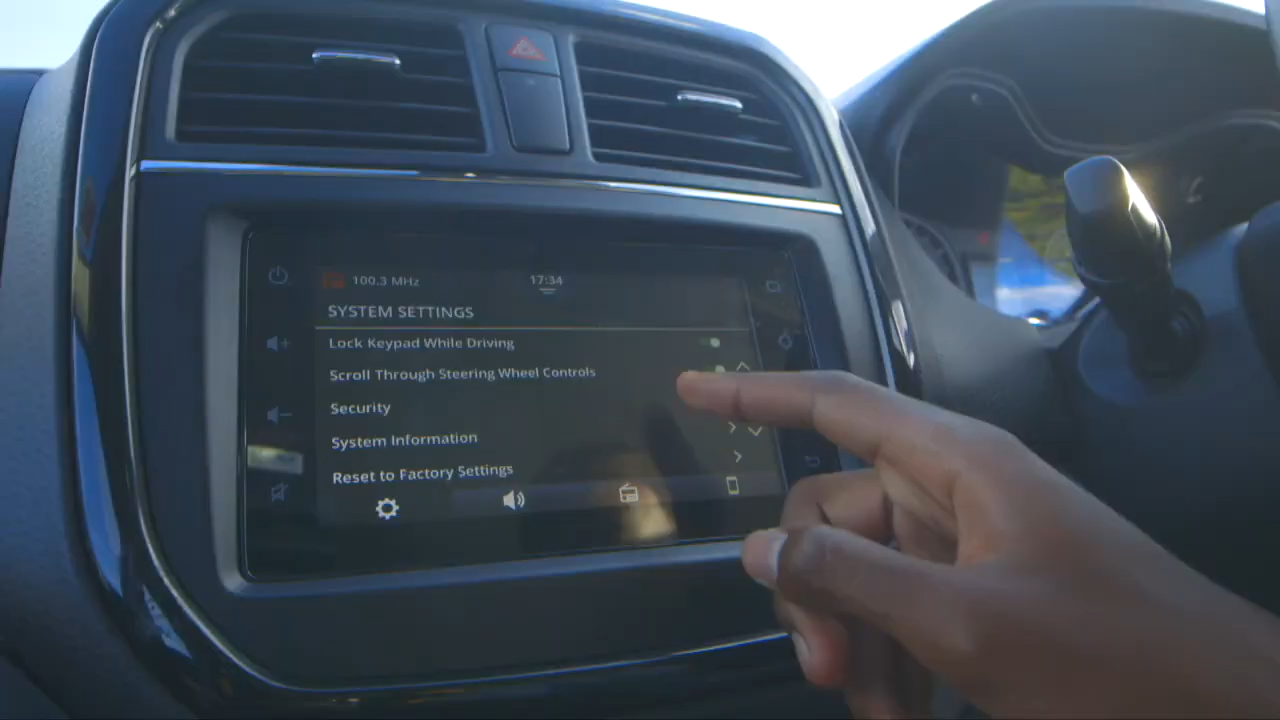 100.3 MHz
17:34
SYSTEM SETTINGS
Lock Keypad While Driving
Scroll Through Steering Wheel Controls
Security
System Information
Reset to Factory Settings